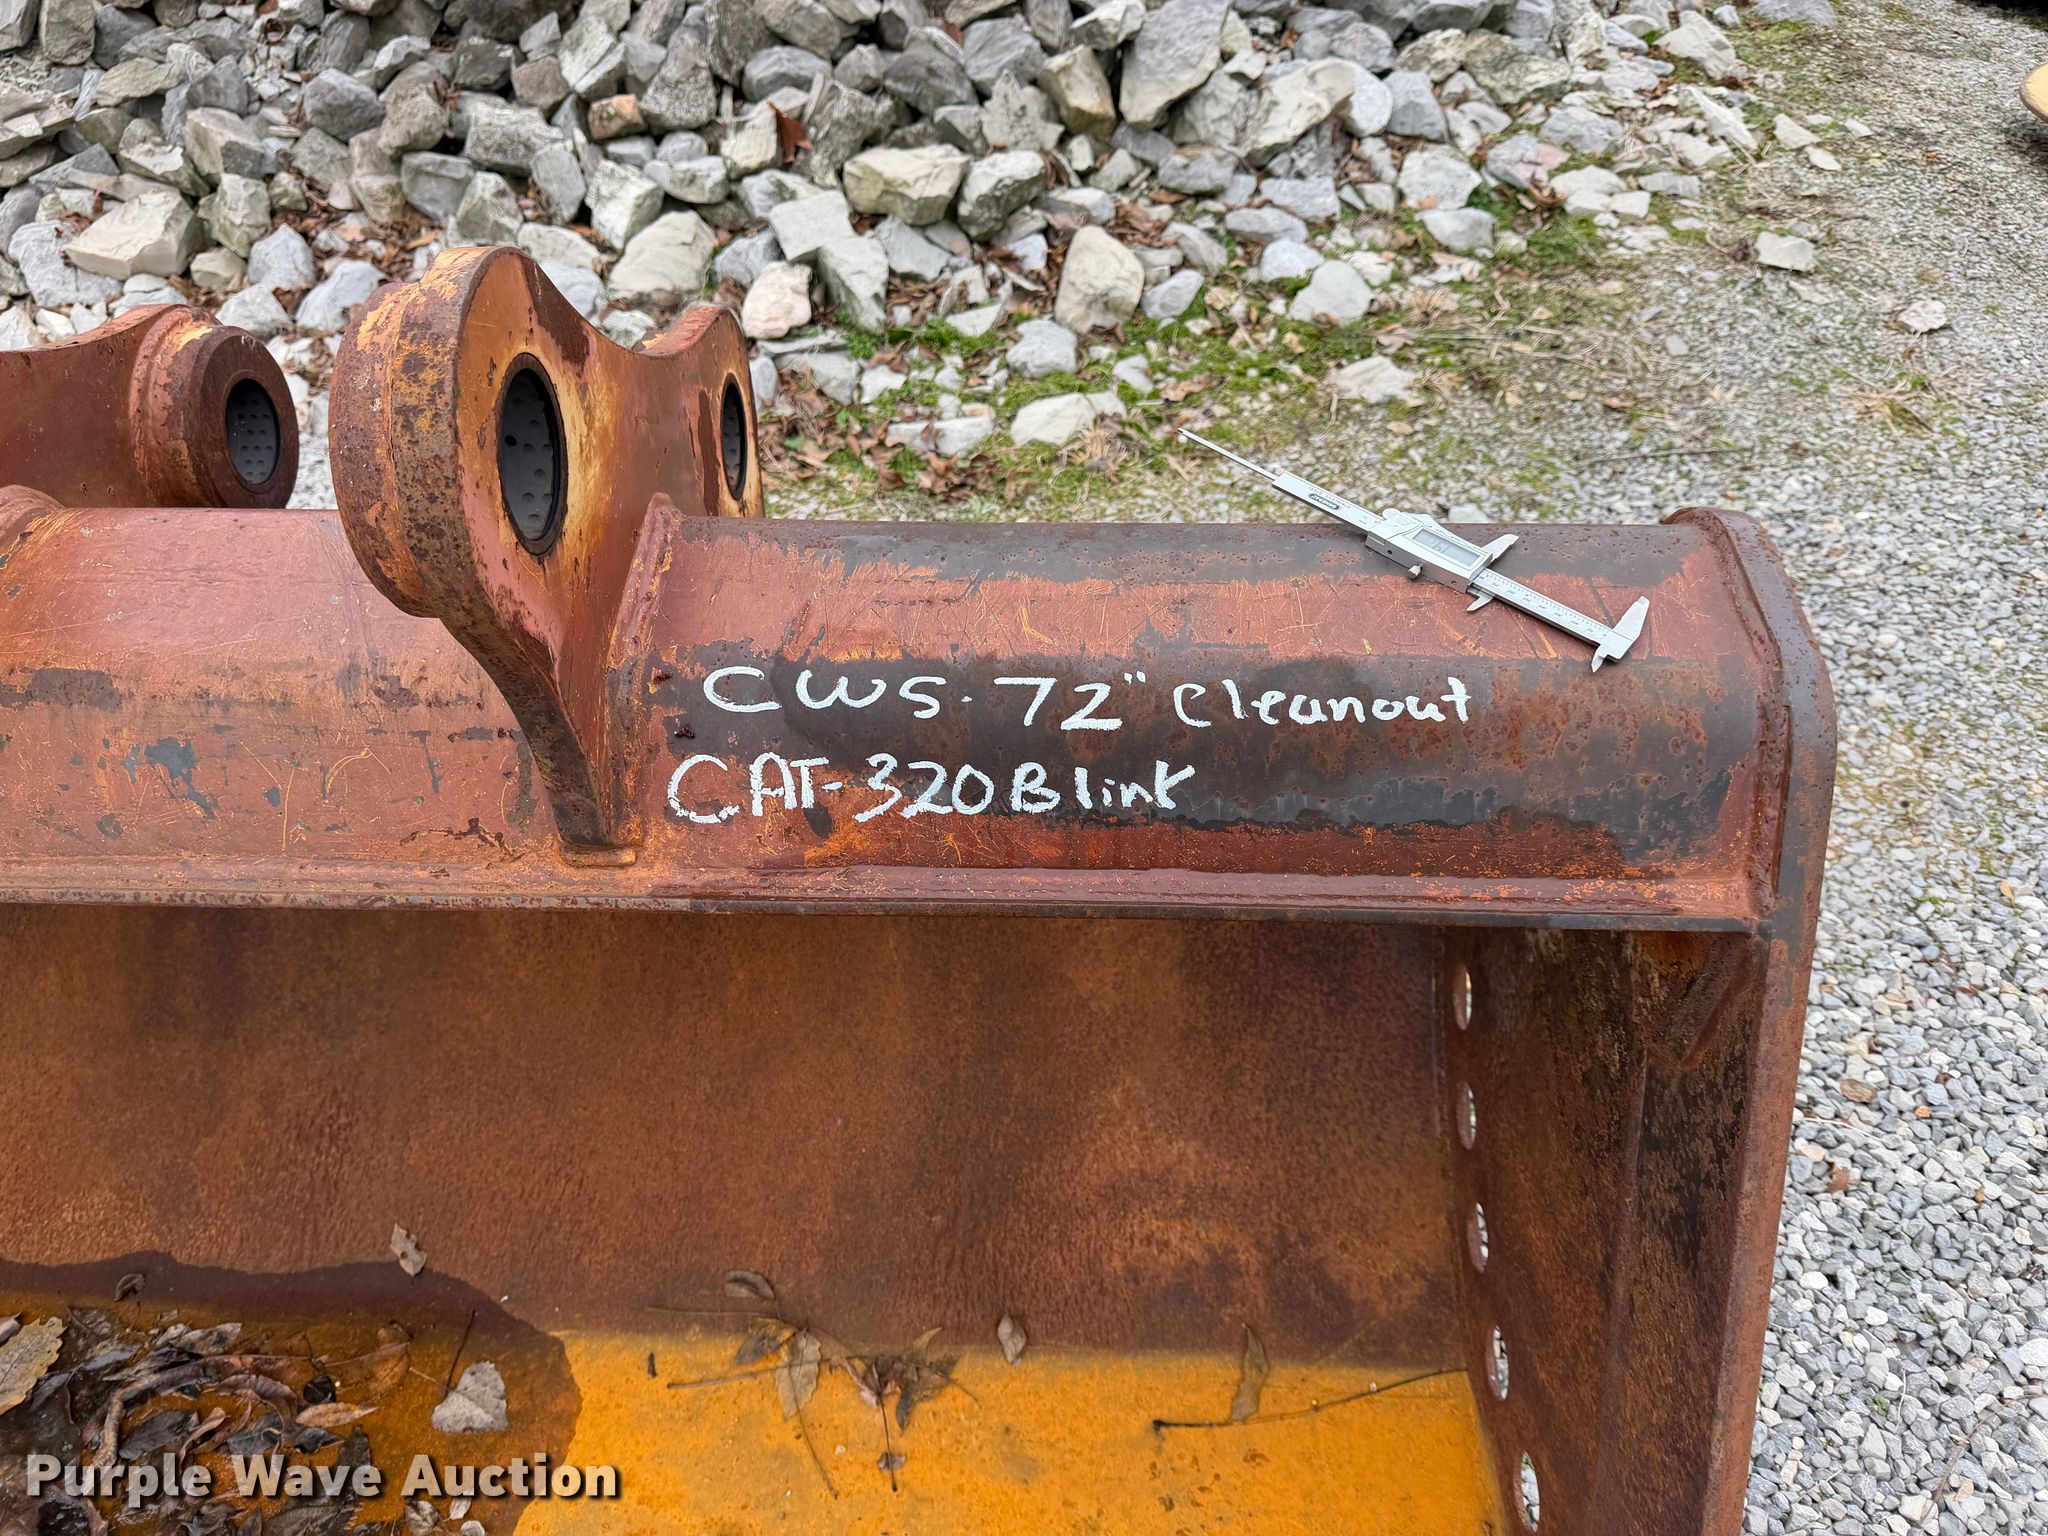 CWS. 72" Cleanout
CAT-320B link
Purple Wave Auction